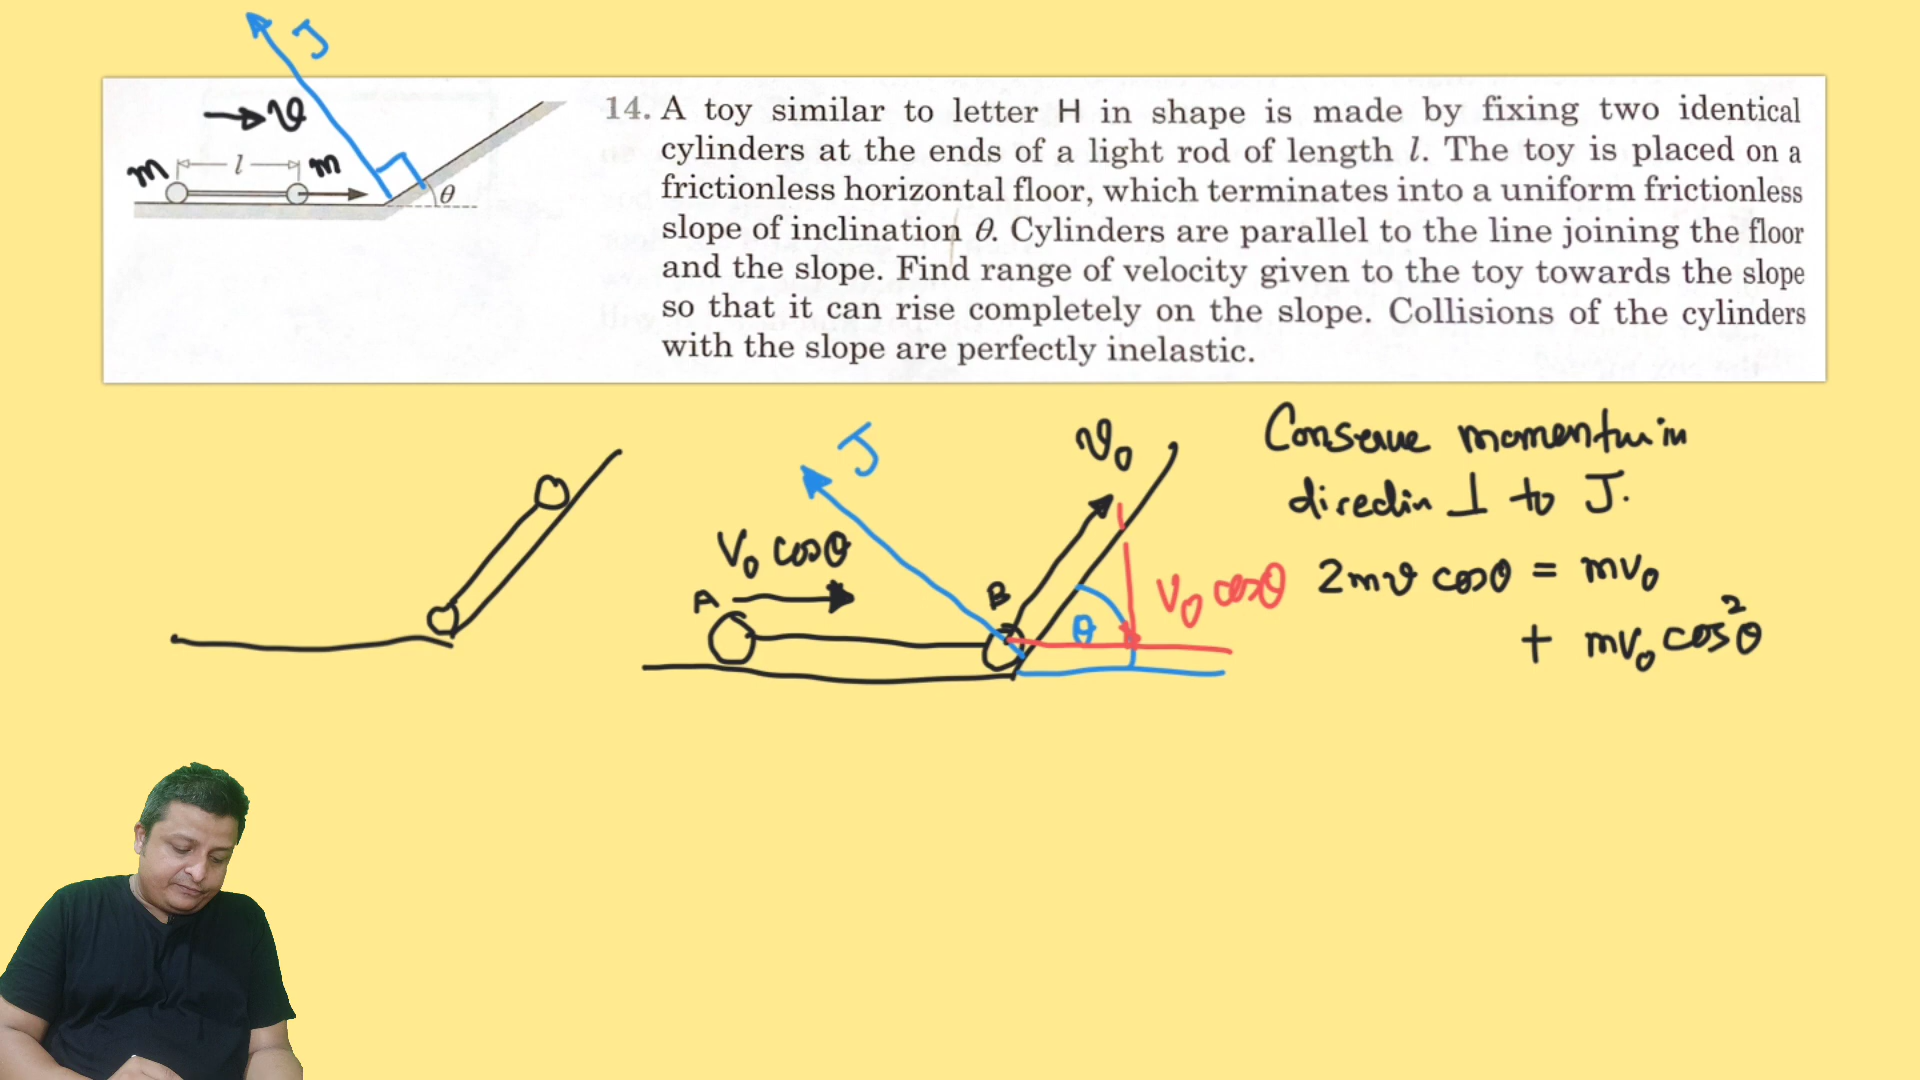 J
→ v
m l m
θ
14. A toy similar to letter H in shape is made by fixing two identical
cylinders at the ends of a light rod of length l. The toy is placed on a
frictionless horizontal floor, which terminates into a uniform frictionless
slope of inclination θ. Cylinders are parallel to the line joining the floor
and the slope. Find range of velocity given to the toy towards the slope
so that it can rise completely on the slope. Collisions of the cylinders
with the slope are perfectly inelastic.
J
v₀
V₀ cosθ
A
B
θ
V₀ cosθ
Conserve momentum in
direction ⊥ to J.
2mv cosθ = mv₀
+ mv₀ cos²θ